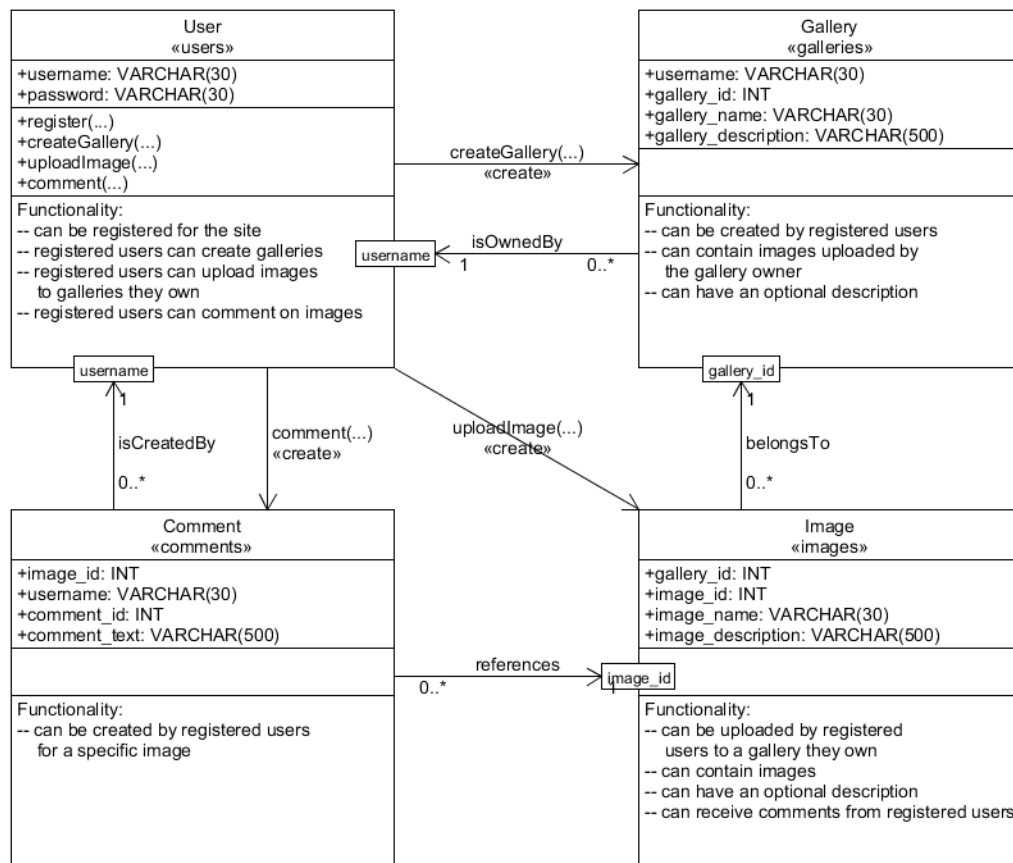 User
«users»
+username: VARCHAR(30)
+password: VARCHAR(30)
+register(...)
+createGallery(...)
+uploadImage(...)
+comment(...)
Functionality:
-- can be registered for the site
-- registered users can create galleries
-- registered users can upload images
to galleries they own
-- registered users can comment on images
Gallery
«galleries»
+username: VARCHAR(30)
+gallery_id: INT
+gallery_name: VARCHAR(30)
+gallery_description: VARCHAR(500)
Functionality:
-- can be created by registered users
-- can contain images uploaded by
the gallery owner
-- can have an optional description
createGallery(...)
«create»
username
isOwnedBy
1
0..*
username
1
isCreatedBy
0..*
comment(...)
«create»
uploadImage(...)
«create»
gallery_id
1
belongsTo
0..*
Comment
«comments»
+image_id: INT
+username: VARCHAR(30)
+comment_id: INT
+comment_text: VARCHAR(500)
Functionality:
-- can be created by registered users
for a specific image
references
0..*
1
image_id
Image
«images»
+gallery_id: INT
+image_id: INT
+image_name: VARCHAR(30)
+image_description: VARCHAR(500)
Functionality:
-- can be uploaded by registered
users to a gallery they own
-- can contain images
-- can have an optional description
-- can receive comments from registered users